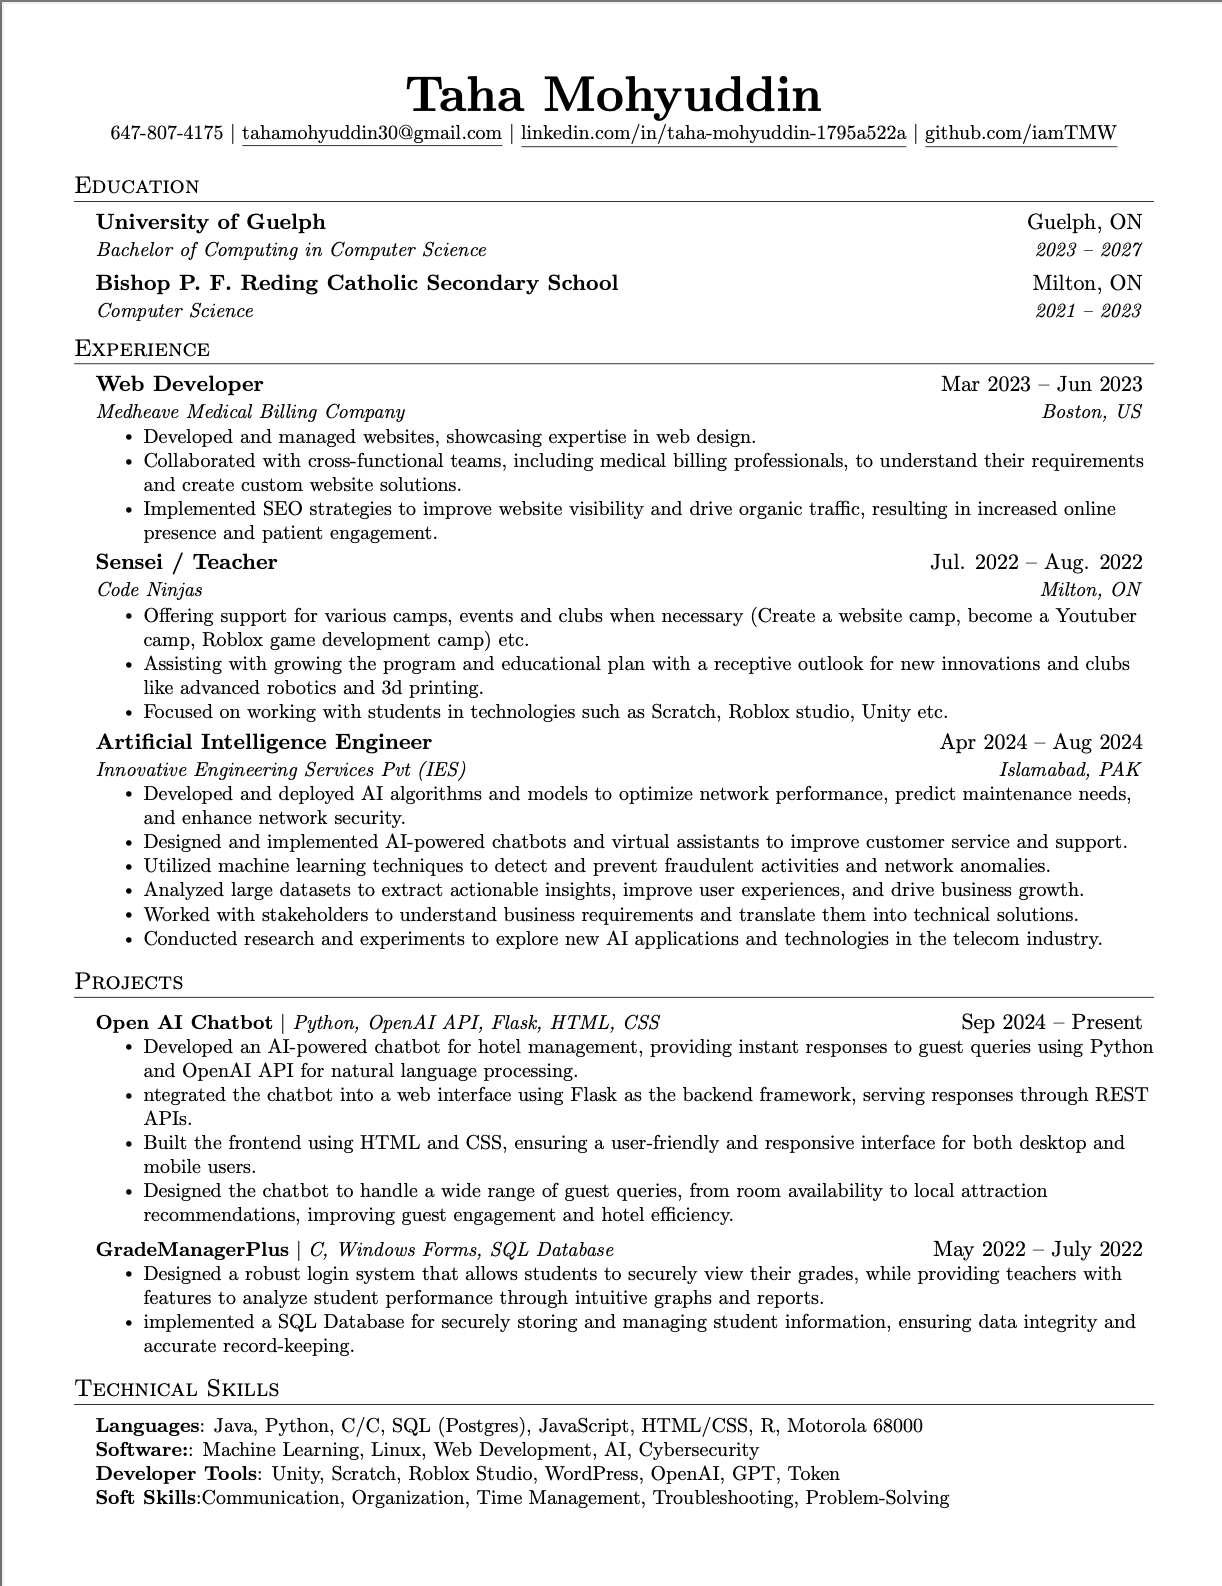 Taha Mohyuddin
647-807-4175 | tahamohyuddin30@gmail.com | linkedin.com/in/taha-mohyuddin-1795a522a | github.com/iamTMW
Education
University of Guelph Guelph, ON
Bachelor of Computing in Computer Science 2023 – 2027
Bishop P. F. Reding Catholic Secondary School Milton, ON
Computer Science 2021 – 2023
Experience
Web Developer Mar 2023 – Jun 2023
Medheave Medical Billing Company Boston, US
• Developed and managed websites, showcasing expertise in web design.
• Collaborated with cross-functional teams, including medical billing professionals, to understand their requirements
and create custom website solutions.
• Implemented SEO strategies to improve website visibility and drive organic traffic, resulting in increased online
presence and patient engagement.
Sensei / Teacher Jul. 2022 – Aug. 2022
Code Ninjas Milton, ON
• Offering support for various camps, events and clubs when necessary (Create a website camp, become a Youtuber
camp, Roblox game development camp) etc.
• Assisting with growing the program and educational plan with a receptive outlook for new innovations and clubs
like advanced robotics and 3d printing.
• Focused on working with students in technologies such as Scratch, Roblox studio, Unity etc.
Artificial Intelligence Engineer Apr 2024 – Aug 2024
Innovative Engineering Services Pvt (IES) Islamabad, PAK
• Developed and deployed AI algorithms and models to optimize network performance, predict maintenance needs,
and enhance network security.
• Designed and implemented AI-powered chatbots and virtual assistants to improve customer service and support.
• Utilized machine learning techniques to detect and prevent fraudulent activities and network anomalies.
• Analyzed large datasets to extract actionable insights, improve user experiences, and drive business growth.
• Worked with stakeholders to understand business requirements and translate them into technical solutions.
• Conducted research and experiments to explore new AI applications and technologies in the telecom industry.
Projects
Open AI Chatbot | Python, OpenAI API, Flask, HTML, CSS Sep 2024 – Present
• Developed an AI-powered chatbot for hotel management, providing instant responses to guest queries using Python
and OpenAI API for natural language processing.
• ntegrated the chatbot into a web interface using Flask as the backend framework, serving responses through REST
APIs.
• Built the frontend using HTML and CSS, ensuring a user-friendly and responsive interface for both desktop and
mobile users.
• Designed the chatbot to handle a wide range of guest queries, from room availability to local attraction
recommendations, improving guest engagement and hotel efficiency.
GradeManagerPlus | C, Windows Forms, SQL Database May 2022 – July 2022
• Designed a robust login system that allows students to securely view their grades, while providing teachers with
features to analyze student performance through intuitive graphs and reports.
• implemented a SQL Database for securely storing and managing student information, ensuring data integrity and
accurate record-keeping.
Technical Skills
Languages: Java, Python, C/C, SQL (Postgres), JavaScript, HTML/CSS, R, Motorola 68000
Software:: Machine Learning, Linux, Web Development, AI, Cybersecurity
Developer Tools: Unity, Scratch, Roblox Studio, WordPress, OpenAI, GPT, Token
Soft Skills:Communication, Organization, Time Management, Troubleshooting, Problem-Solving